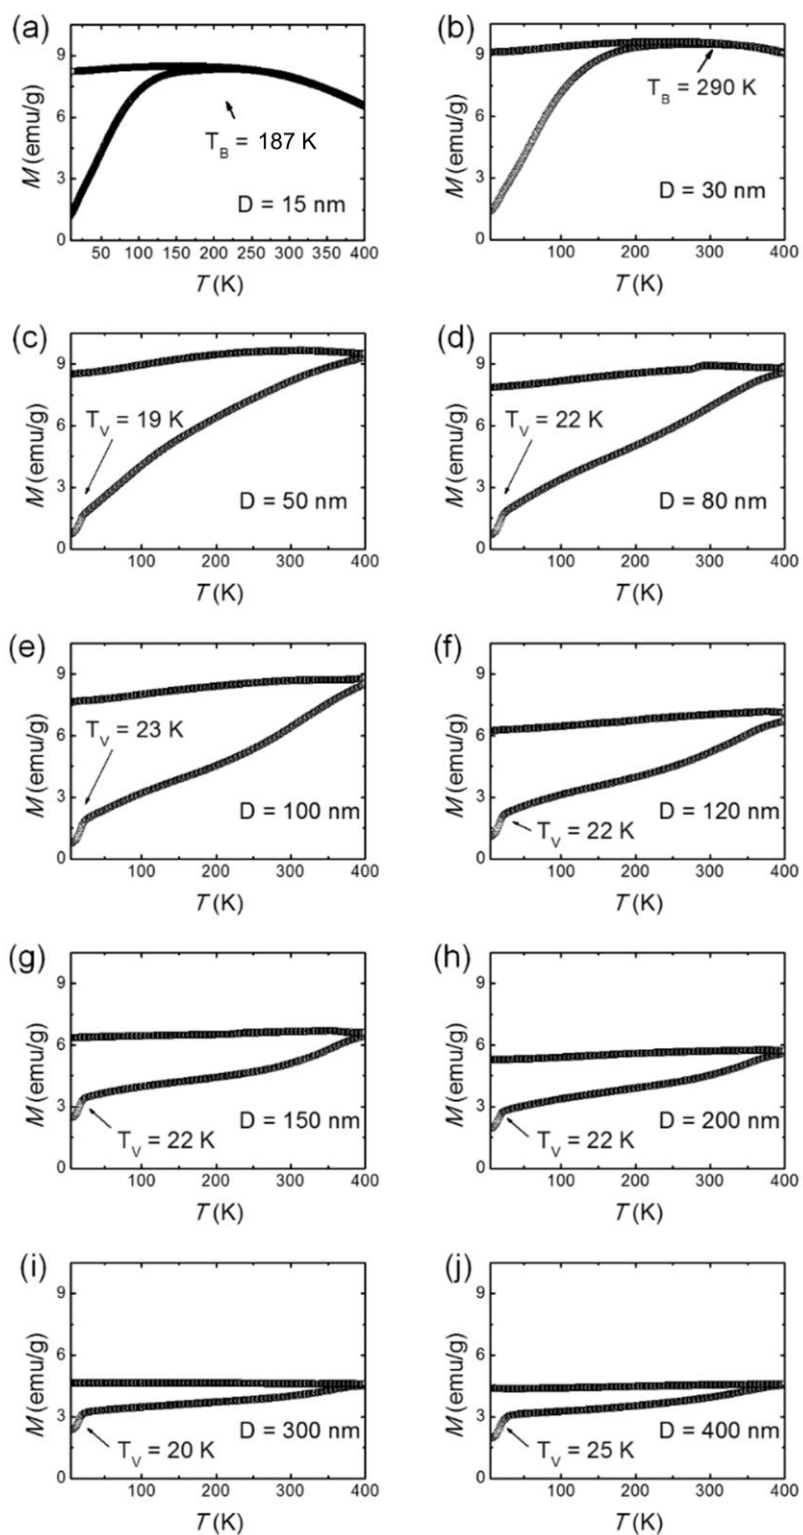 (a)
M (emu/g)
9
6
3
0
T_B = 187 K
D = 15 nm
50 100 150 200 250 300 350 400
T (K)
(b)
M (emu/g)
9
6
3
0
T_B = 290 K
D = 30 nm
100 200 300 400
T (K)
(c)
M (emu/g)
9
6
3
0
T_V = 19 K
D = 50 nm
100 200 300 400
T (K)
(d)
M (emu/g)
9
6
3
0
T_V = 22 K
D = 80 nm
100 200 300 400
T (K)
(e)
M (emu/g)
9
6
3
0
T_V = 23 K
D = 100 nm
100 200 300 400
T (K)
(f)
M (emu/g)
9
6
3
0
D = 120 nm
T_V = 22 K
100 200 300 400
T (K)
(g)
M (emu/g)
9
6
3
0
D = 150 nm
T_V = 22 K
100 200 300 400
T (K)
(h)
M (emu/g)
9
6
3
0
D = 200 nm
T_V = 22 K
100 200 300 400
T (K)
(i)
M (emu/g)
9
6
3
0
D = 300 nm
T_V = 20 K
100 200 300 400
T (K)
(j)
M (emu/g)
9
6
3
0
D = 400 nm
T_V = 25 K
100 200 300 400
T (K)